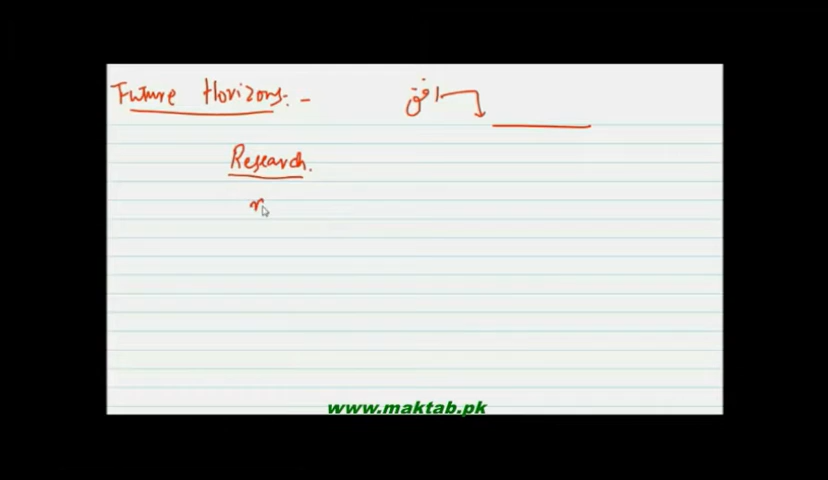 Future Horizons:- افق
Research.
r
www.maktab.pk